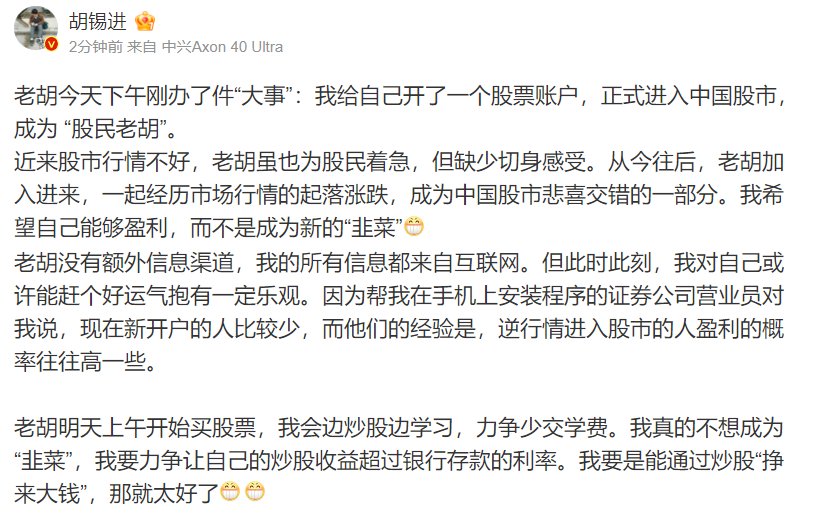 胡锡进
2分钟前 来自 中兴Axon 40 Ultra
老胡今天下午刚办了件“大事”：我给自己开了一个股票账户，正式进入中国股市，
成为 “股民老胡”。
近来股市行情不好，老胡虽也为股民着急，但缺少切身感受。从今往后，老胡加
入进来，一起经历市场行情的起落涨跌，成为中国股市悲喜交错的一部分。我希
望自己能够盈利，而不是成为新的“韭菜”😁
老胡没有额外信息渠道，我的所有信息都来自互联网。但此时此刻，我对自己或
许能赶个好运气抱有一定乐观。因为帮我在手机上安装程序的证券公司营业员对
我说，现在新开户的人比较少，而他们的经验是，逆行情进入股市的人盈利的概
率往往高一些。
老胡明天上午开始买股票，我会边炒股边学习，力争少交学费。我真的不想成为
“韭菜”，我要力争让自己的炒股收益超过银行存款的利率。我要是能通过炒股“挣
来大钱”，那就太好了😁😁